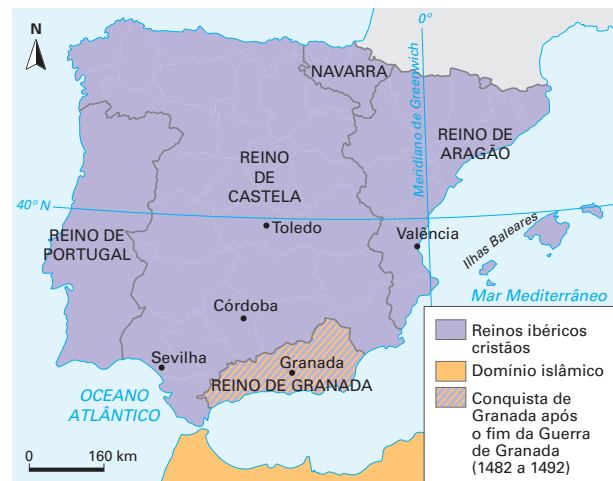 N
0°
Meridiano de Greenwich
NAVARRA
REINO DE
ARAGÃO
REINO
DE
CASTELA
40° N
Toledo
REINO DE
PORTUGAL
Valência
Ilhas Baleares
Mar Mediterrâneo
Córdoba
Sevilha
Granada
REINO DE GRANADA
OCEANO
ATLÂNTICO
0 160 km
Reinos ibéricos
cristãos
Domínio islâmico
Conquista de
Granada após
o fim da Guerra
de Granada
(1482 a 1492)